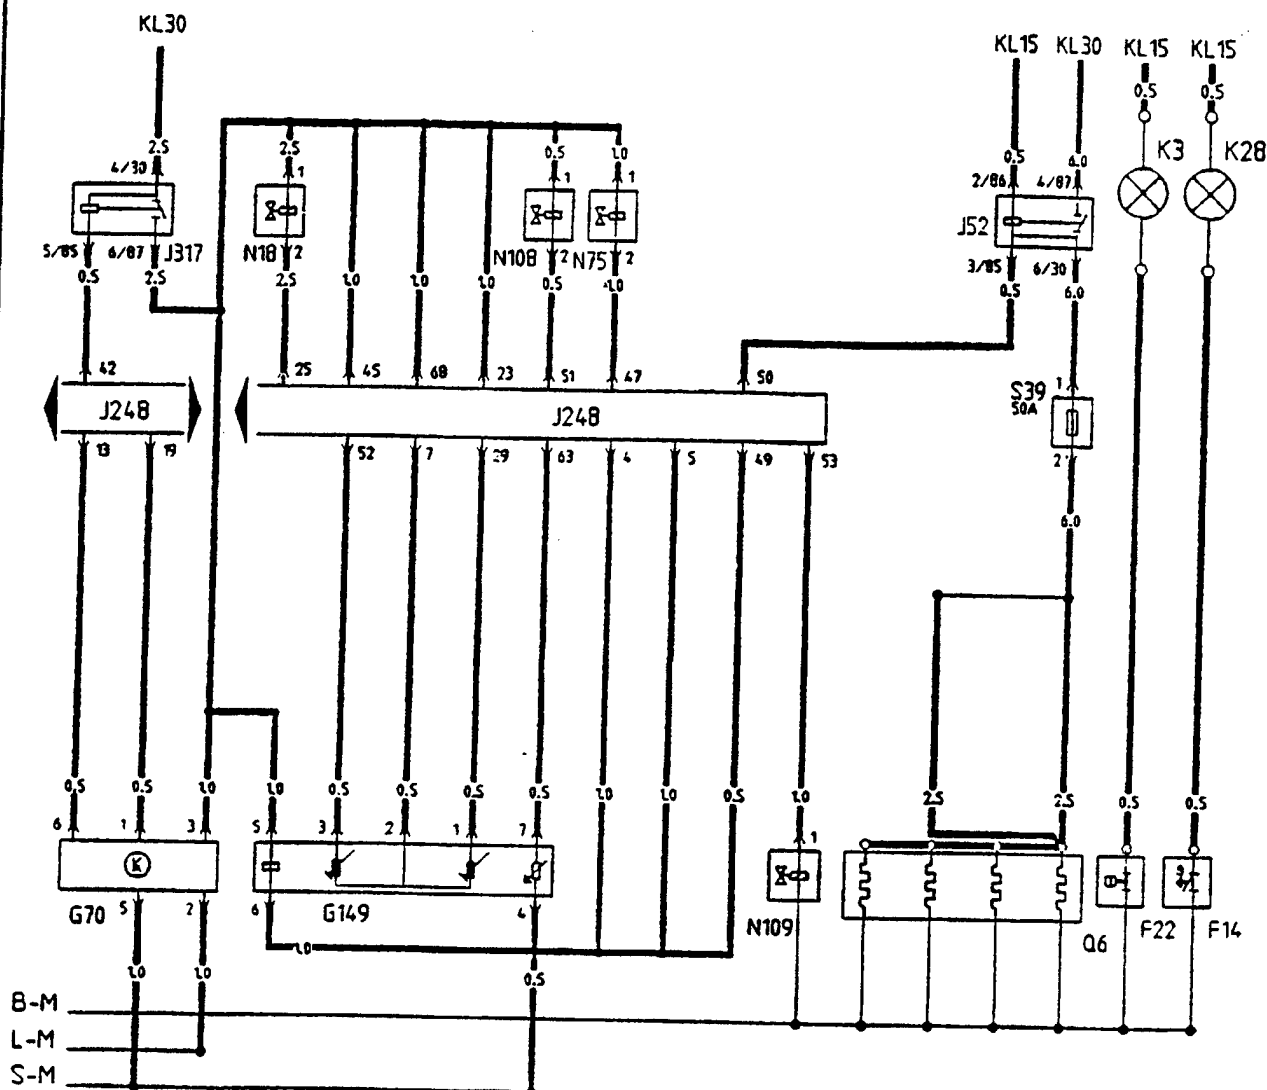 KL30
KL15 KL30 KL15 KL15
0.5 0.5
2.5 2.5 0.5 1.0 0.5 6.0 K3 K28
4/30 1 1 1 2/86 4/87
J52
5/85 6/87 J317 N18 2 N108 2 N75 2 3/85 6/30
0.5 2.5 2.5 1.0 1.0 1.0 0.5 1.0 0.5 6.0
42 25 45 68 23 51 47 50 1
S39
50A
J248 J248
13 19 52 7 29 63 4 5 49 53 2
6.0
0.5 0.5 1.0 1.0 0.5 0.5 0.5 0.5 1.0 1.0 0.5 1.0 2.5 2.5 0.5 0.5
6 1 3 5 3 2 1 7 1
K
G70 5 2 6 G149 4 N109 Q6 F22 F14
1.0
1.0 1.0 0.5
B-M
L-M
S-M